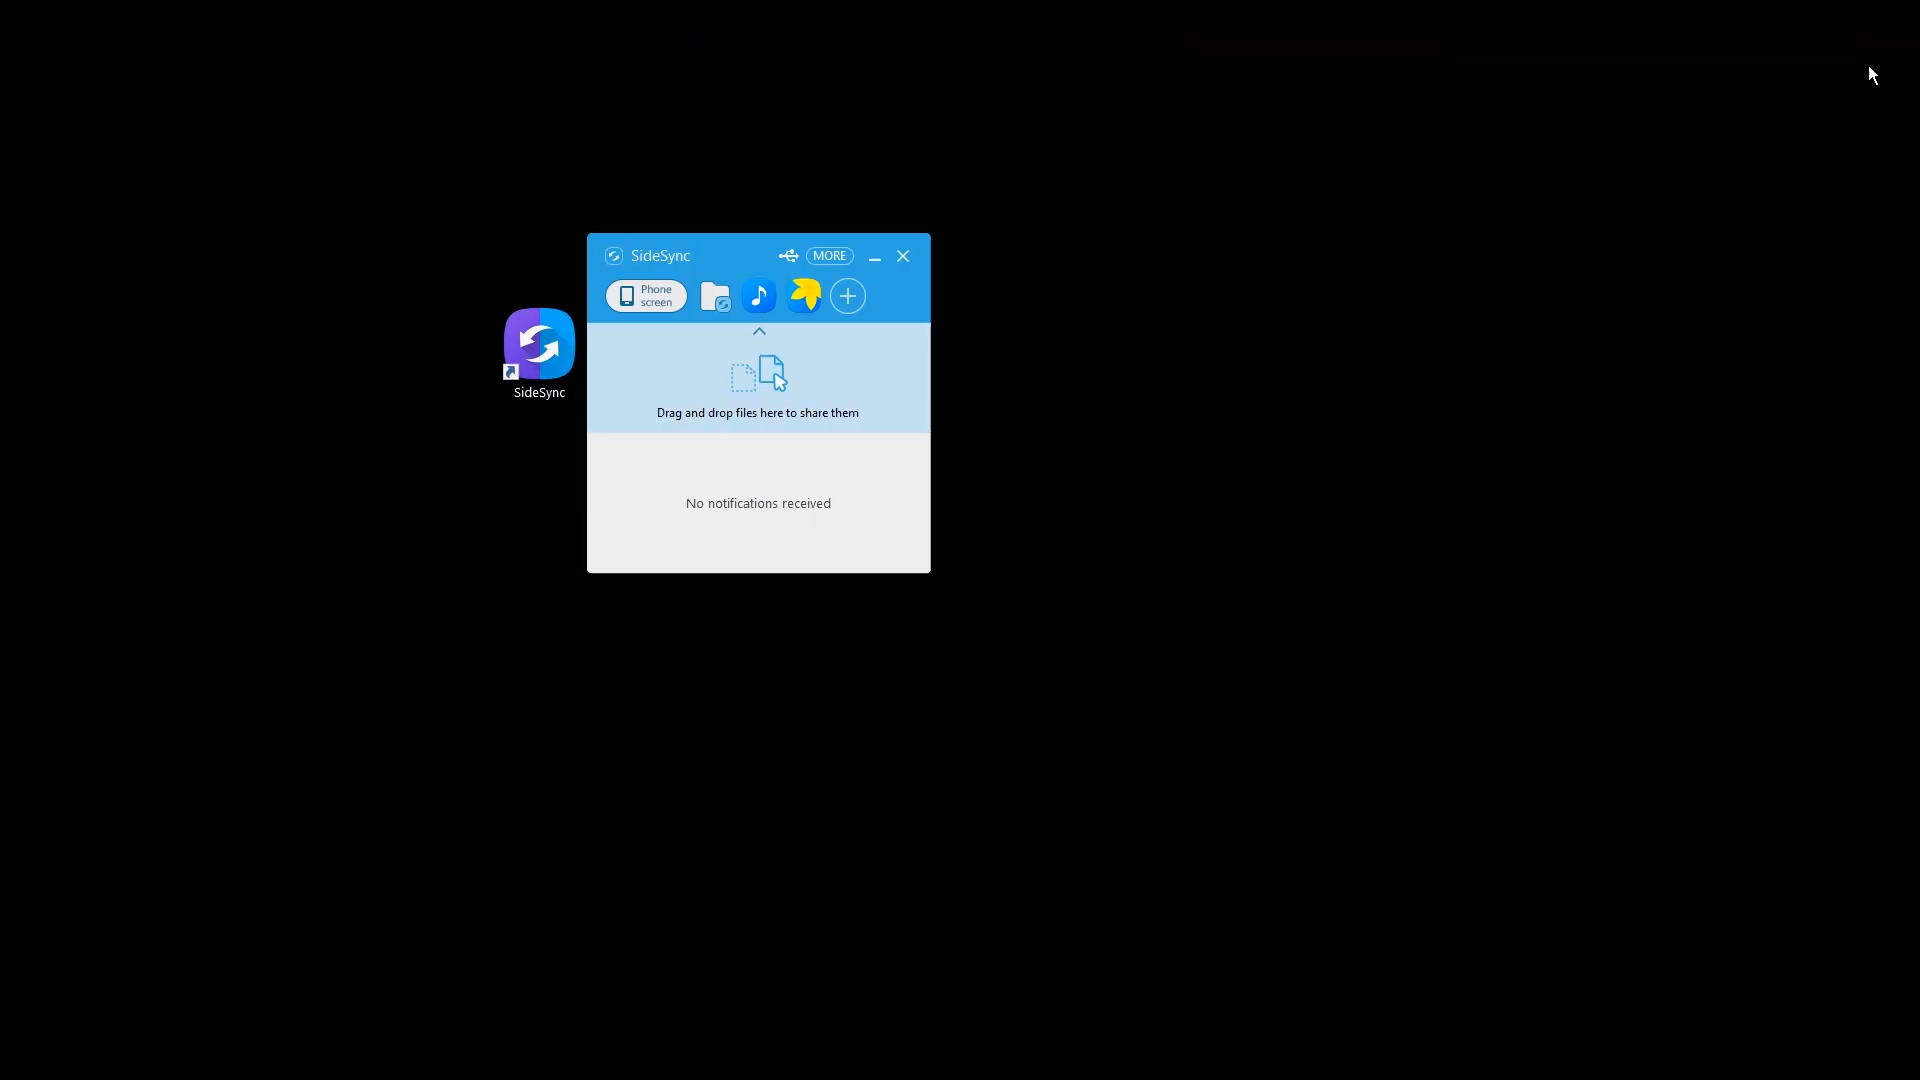 SideSync
MORE
Phone
screen
SideSync
Drag and drop files here to share them
No notifications received